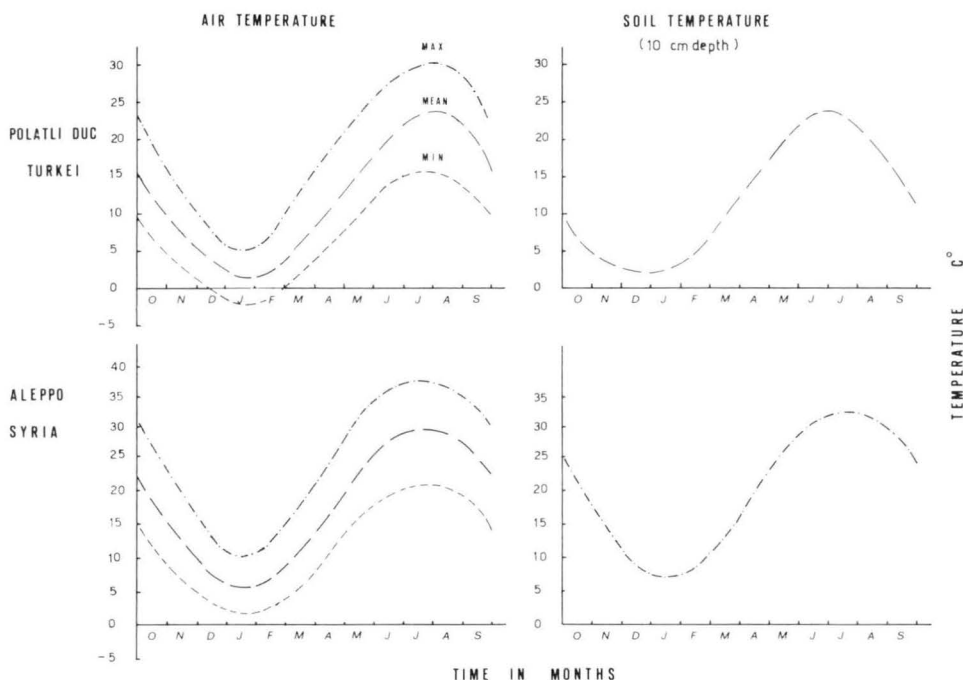 AIR TEMPERATURE
SOIL TEMPERATURE
(10 cm depth)
POLATLI DUC
TURKEI
MAX
MEAN
MIN
30
25
20
15
10
5
0
-5
O N D J F M A M J J A S
30
25
20
15
10
5
0
O N D J F M A M J J A S
ALEPPO
SYRIA
40
35
30
25
20
15
10
5
0
-5
O N D J F M A M J J A S
35
30
25
20
15
10
5
0
O N D J F M A M J J A S
TEMPERATURE C°
TIME IN MONTHS